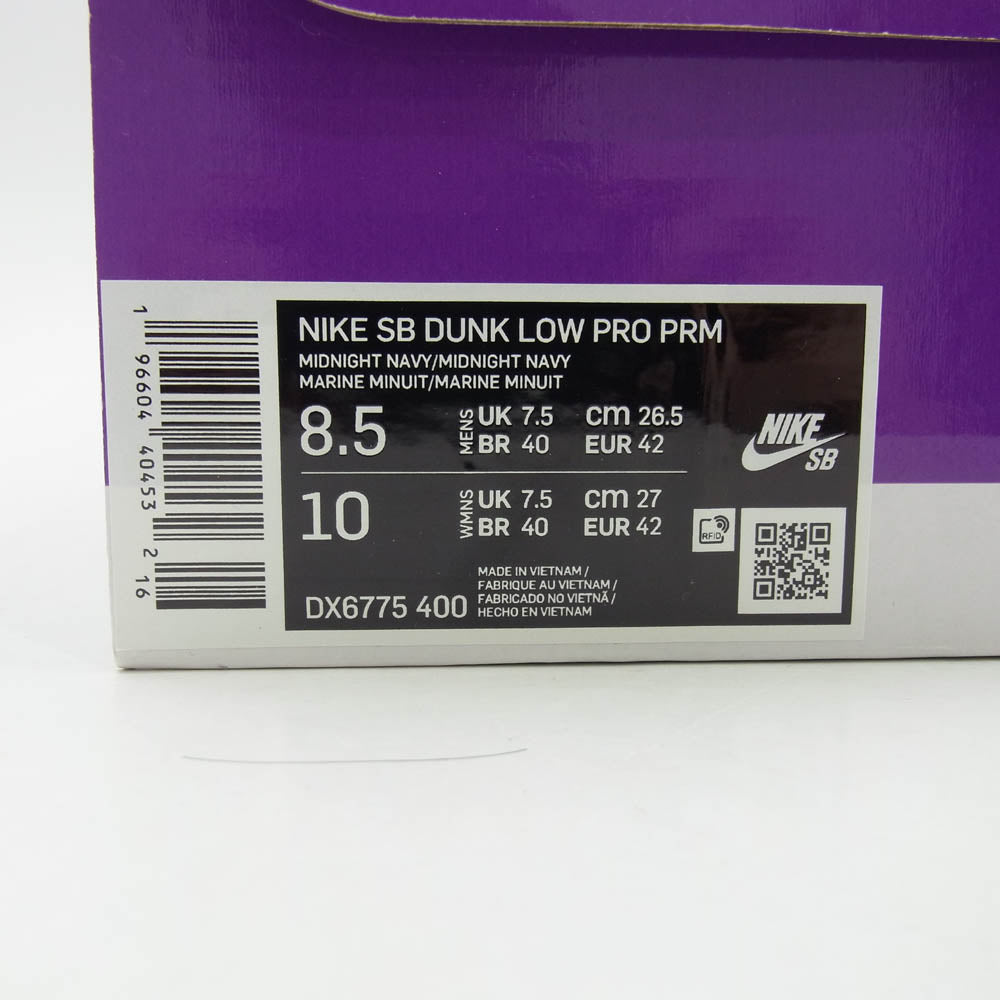 NIKE SB DUNK LOW PRO PRM
MIDNIGHT NAVY/MIDNIGHT NAVY
MARINE MINUIT/MARINE MINUIT
8.5 MENS UK 7.5 cm 26.5
BR 40 EUR 42
10 WMNS UK 7.5 cm 27
BR 40 EUR 42
NIKE
SB
RFID
MADE IN VIETNAM /
FABRIQUE AU VIETNAM /
FABRICADO NO VIETNÃ /
DX6775 400 HECHO EN VIETNAM
1 96604 40453 2 16